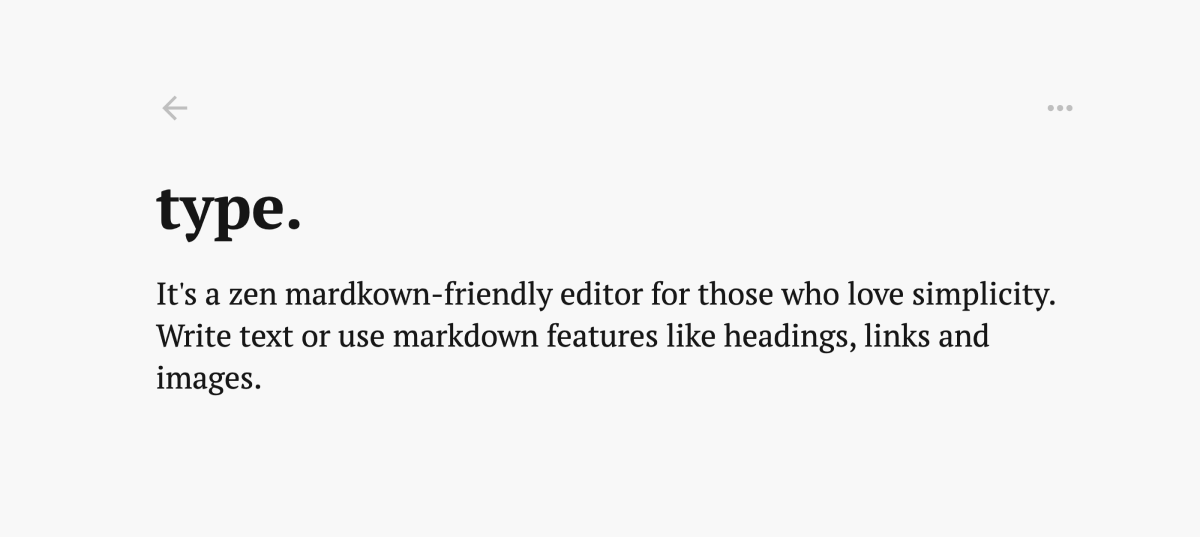 type.
It's a zen mardkown-friendly editor for those who love simplicity.
Write text or use markdown features like headings, links and
images.